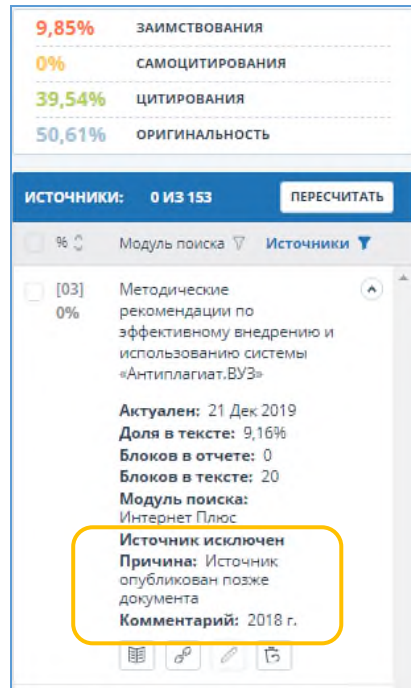 9,85% ЗАИМСТВОВАНИЯ
0% САМОЦИТИРОВАНИЯ
39,54% ЦИТИРОВАНИЯ
50,61% ОРИГИНАЛЬНОСТЬ
ИСТОЧНИКИ: 0 ИЗ 153 ПЕРЕСЧИТАТЬ
% Модуль поиска Источники
[03] Методические
0% рекомендации по
эффективному внедрению и
использованию системы
«Антиплагиат.ВУЗ»
Актуален: 21 Дек 2019
Доля в тексте: 9,16%
Блоков в отчете: 0
Блоков в тексте: 20
Модуль поиска:
Интернет Плюс
Источник исключен
Причина: Источник
опубликован позже
документа
Комментарий: 2018 г.